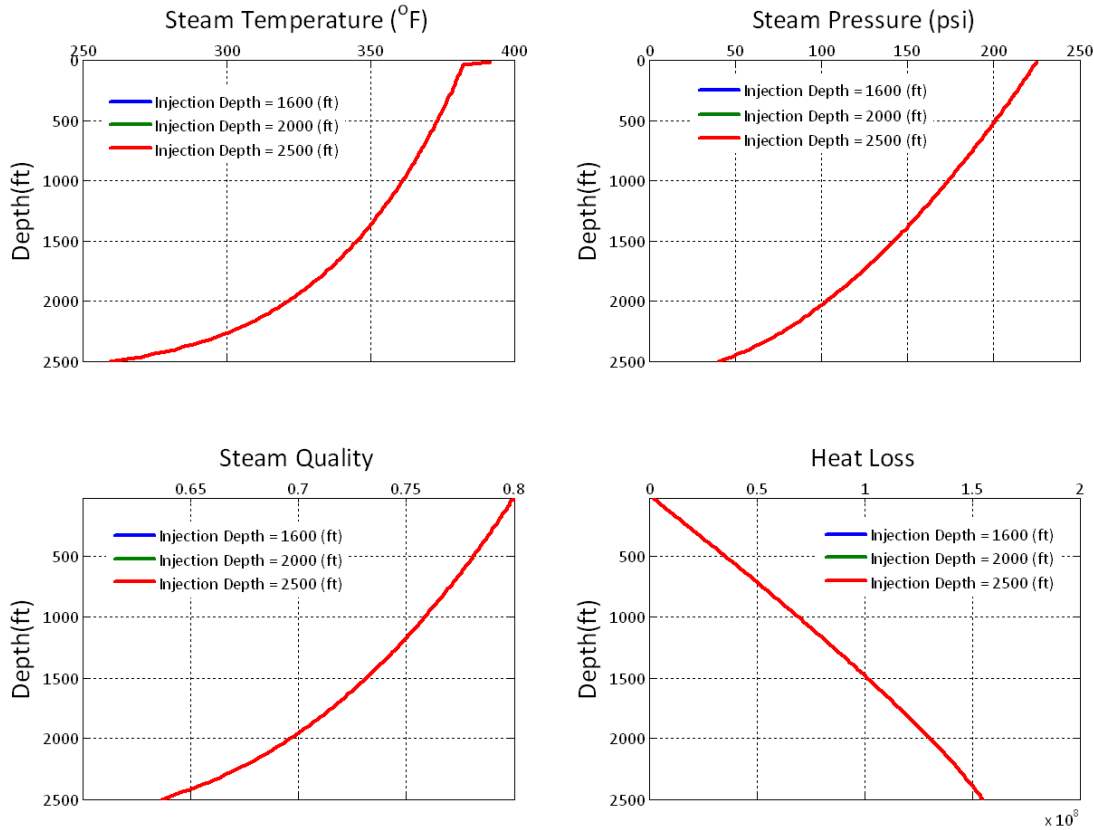 Steam Temperature (°F)
250 300 350 400
0
500
1000
1500
2000
2500
Depth(ft)
Injection Depth = 1600 (ft)
Injection Depth = 2000 (ft)
Injection Depth = 2500 (ft)
Steam Pressure (psi)
0 50 100 150 200 250
0
500
1000
1500
2000
2500
Depth(ft)
Injection Depth = 1600 (ft)
Injection Depth = 2000 (ft)
Injection Depth = 2500 (ft)
Steam Quality
0.65 0.7 0.75 0.8
500
1000
1500
2000
2500
Depth(ft)
Injection Depth = 1600 (ft)
Injection Depth = 2000 (ft)
Injection Depth = 2500 (ft)
Heat Loss
0 0.5 1 1.5 2
500
1000
1500
2000
2500
Depth(ft)
Injection Depth = 1600 (ft)
Injection Depth = 2000 (ft)
Injection Depth = 2500 (ft)
x 10⁸